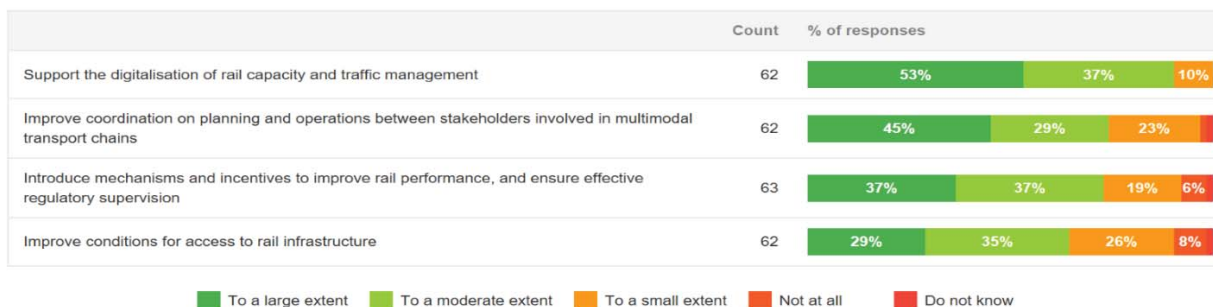 Count % of responses
Support the digitalisation of rail capacity and traffic management 62 53% 37% 10%
Improve coordination on planning and operations between stakeholders involved in multimodal
transport chains 62 45% 29% 23%
Introduce mechanisms and incentives to improve rail performance, and ensure effective
regulatory supervision 63 37% 37% 19% 6%
Improve conditions for access to rail infrastructure 62 29% 35% 26% 8%
To a large extent To a moderate extent To a small extent Not at all Do not know